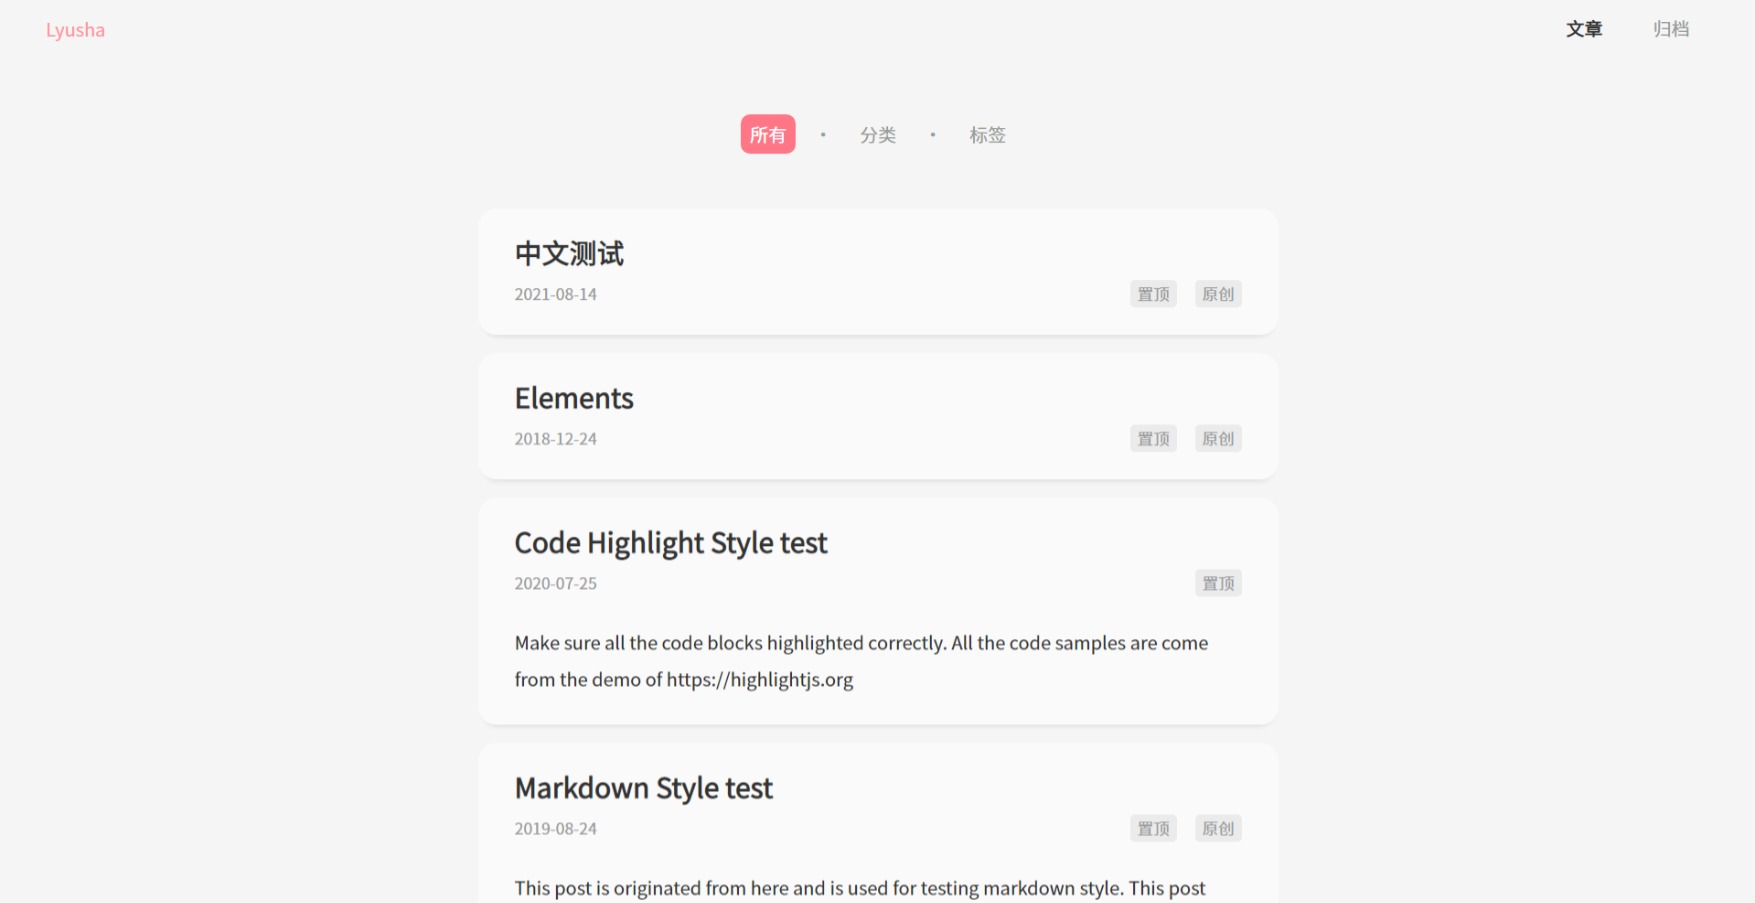 Lyusha
文章 归档
所有 · 分类 · 标签
中文测试
2021-08-14 置顶 原创
Elements
2018-12-24 置顶 原创
Code Highlight Style test
2020-07-25 置顶
Make sure all the code blocks highlighted correctly. All the code samples are come
from the demo of https://highlightjs.org
Markdown Style test
2019-08-24 置顶 原创
This post is originated from here and is used for testing markdown style. This post